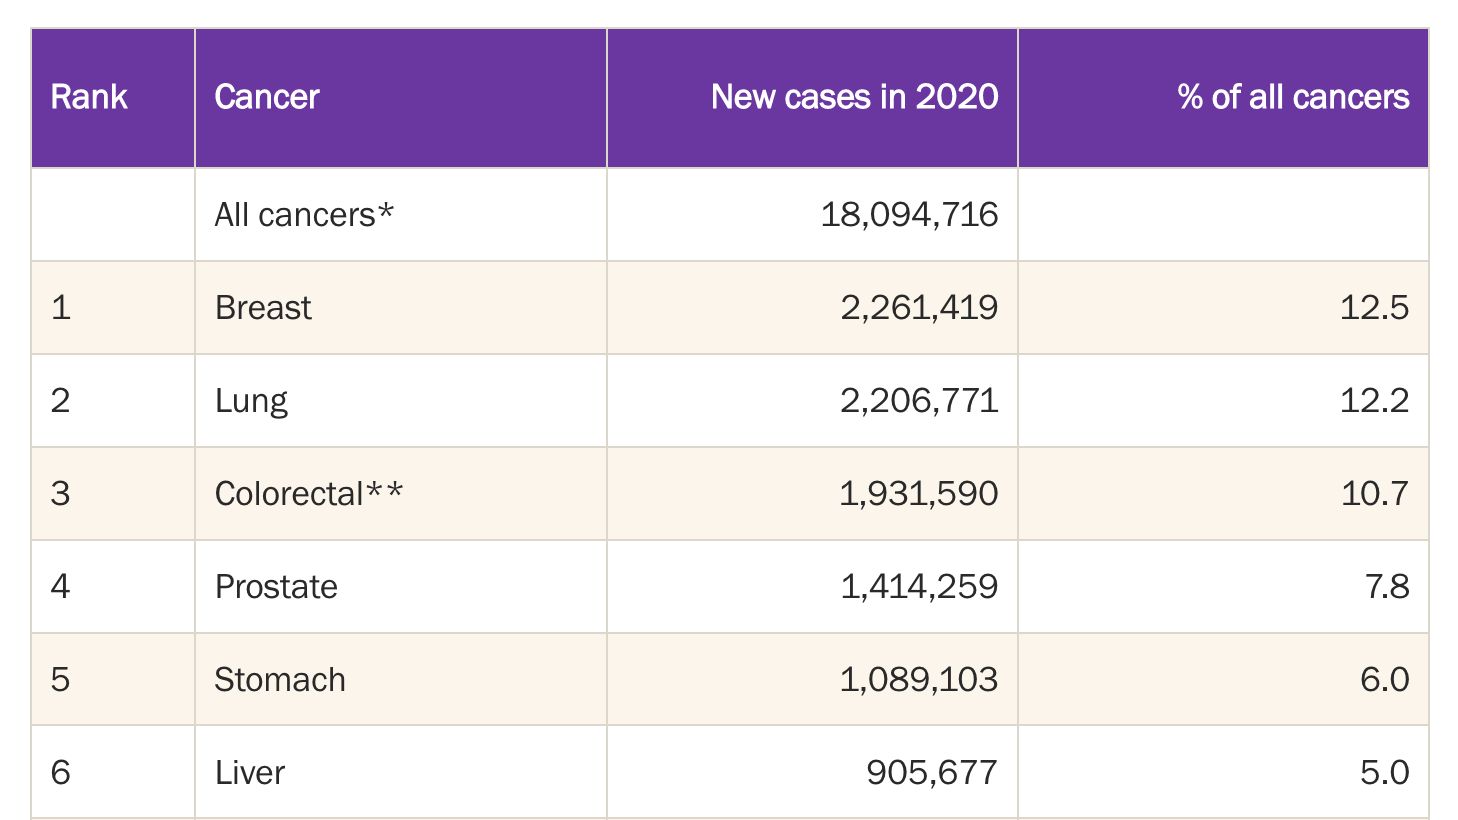 Rank Cancer New cases in 2020 % of all cancers
All cancers* 18,094,716
1 Breast 2,261,419 12.5
2 Lung 2,206,771 12.2
3 Colorectal** 1,931,590 10.7
4 Prostate 1,414,259 7.8
5 Stomach 1,089,103 6.0
6 Liver 905,677 5.0